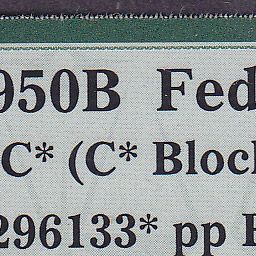 950B Fed
C* (C* Block
296133* pp